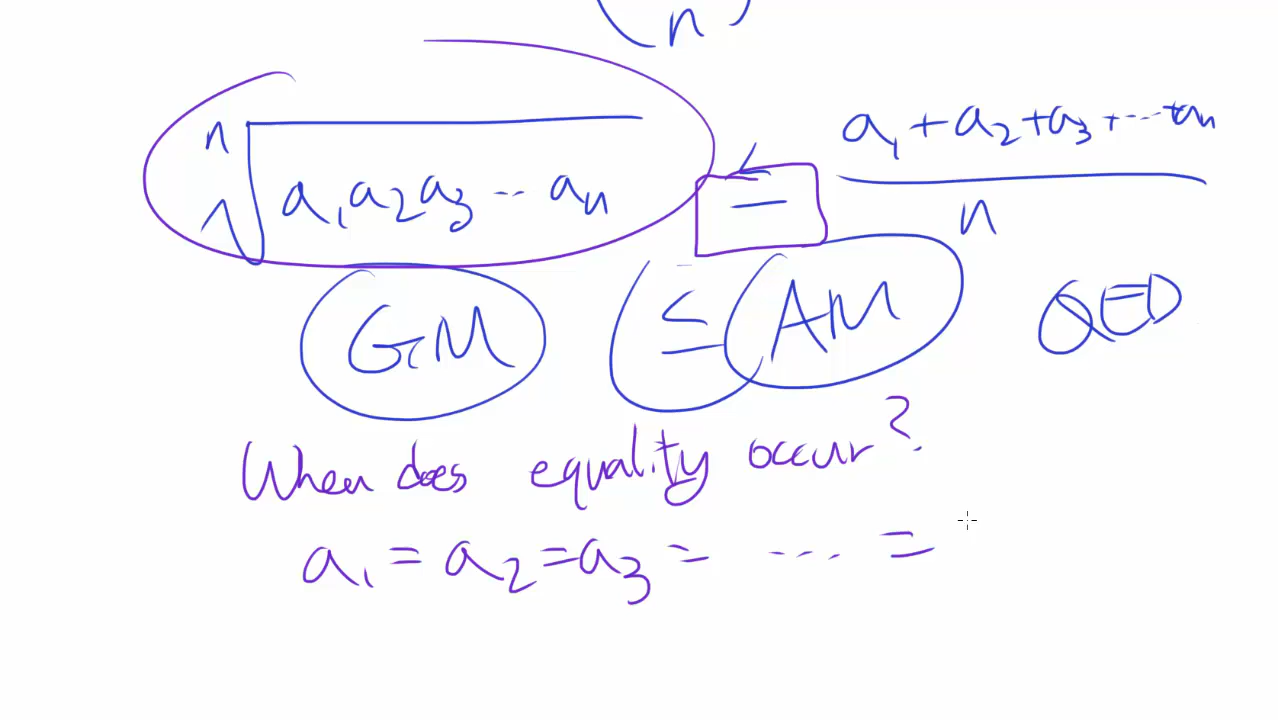 n
ⁿ√a₁a₂a₃ ... aₙ = (a₁+a₂+a₃+...+aₙ)/n
GM ≤ AM QED
When does equality occur?
a₁ = a₂ = a₃ = ... =